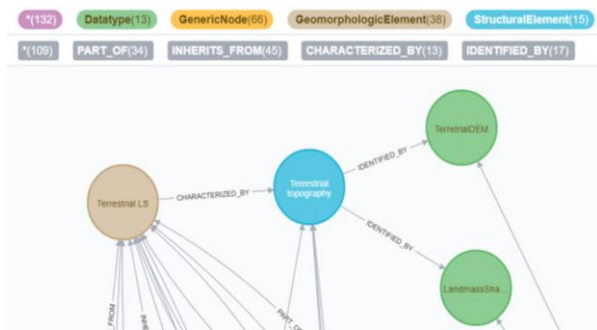 *(132) Datatype(13) GenericNode(66) GeomorphologicElement(38) StructuralElement(15)
*(109) PART_OF(34) INHERITS_FROM(45) CHARACTERIZED_BY(13) IDENTIFIED_BY(17)
TerretrialDEM
IDENTIFIED_BY
Terrestrial
topography
CHARACTERIZED_BY
Terrestrial LS
IDENTIFIED_BY
LandmassSha...